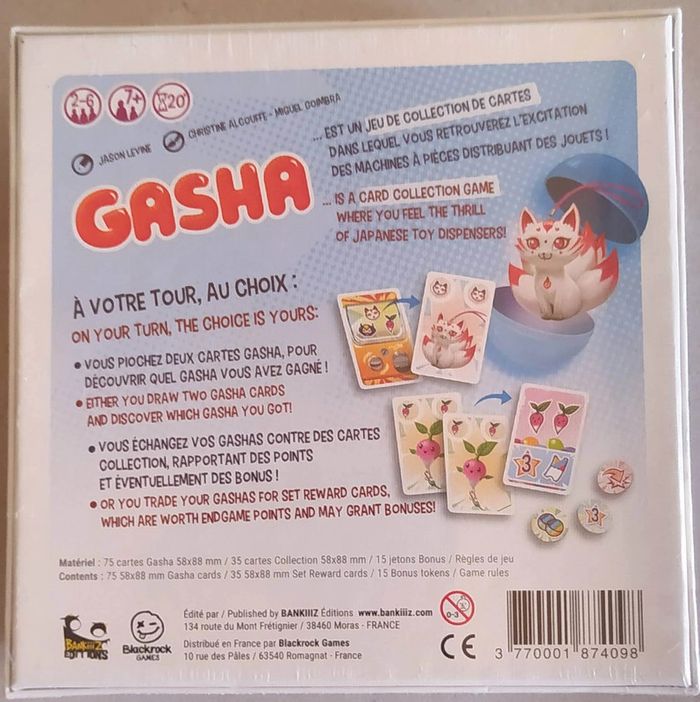 2-6
7+
20'
JASON LEVINE
CHRISTINE ALCOUFFE - MIGUEL COIMBRA
GASHA
... EST UN JEU DE COLLECTION DE CARTES
DANS LEQUEL VOUS RETROUVEREZ L'EXCITATION
DES MACHINES À PIÈCES DISTRIBUANT DES JOUETS !
... IS A CARD COLLECTION GAME
WHERE YOU FEEL THE THRILL
OF JAPANESE TOY DISPENSERS!
À VOTRE TOUR, AU CHOIX :
ON YOUR TURN, THE CHOICE IS YOURS:
• VOUS PIOCHEZ DEUX CARTES GASHA, POUR
DÉCOUVRIR QUEL GASHA VOUS AVEZ GAGNÉ !
• EITHER YOU DRAW TWO GASHA CARDS
AND DISCOVER WHICH GASHA YOU GOT!
• VOUS ÉCHANGEZ VOS GASHAS CONTRE DES CARTES
COLLECTION, RAPPORTANT DES POINTS
ET ÉVENTUELLEMENT DES BONUS !
• OR YOU TRADE YOUR GASHAS FOR SET REWARD CARDS,
WHICH ARE WORTH ENDGAME POINTS AND MAY GRANT BONUSES!
3
3
Matériel : 75 cartes Gasha 58x88 mm / 35 cartes Collection 58x88 mm / 15 jetons Bonus / Règles de jeu
Contents : 75 58x88 mm Gasha cards / 35 58x88 mm Set Reward cards / 15 Bonus tokens / Game rules
BANKIIIZ
EDITIONS
Blackrock
GAMES
Édité par / Published by BANKIIIZ Éditions www.bankiiiz.com
134 route du Mont Frétignier / 38460 Moras - FRANCE
Distribué en France par Blackrock Games
10 rue des Pâles / 63540 Romagnat - France
0-3
CE
3 770001 874098